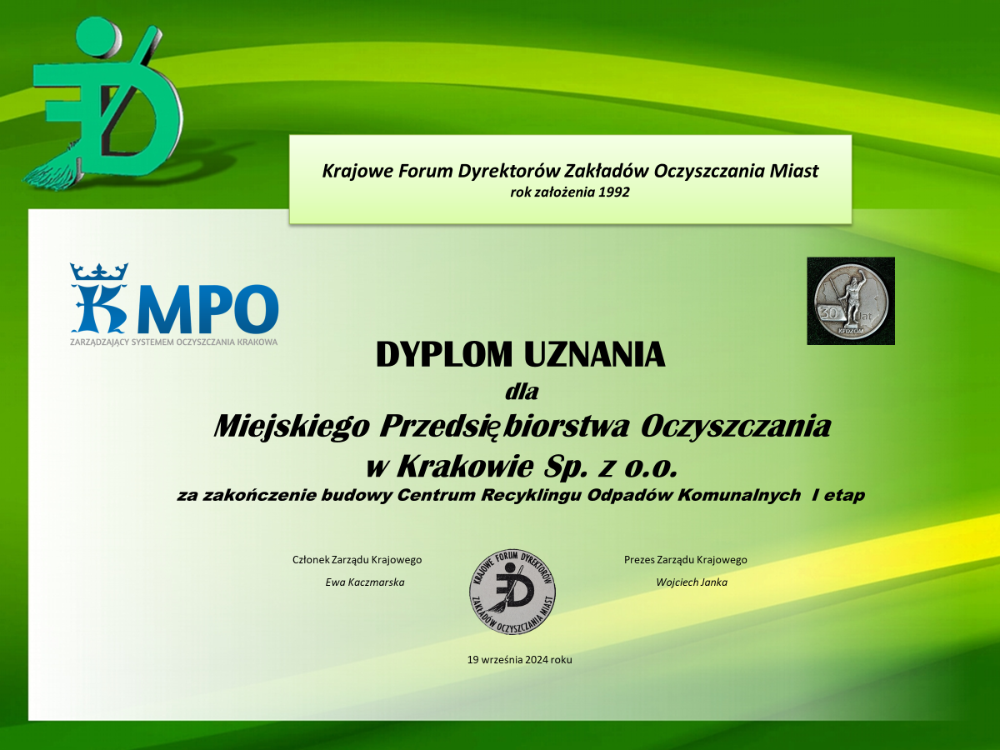 Krajowe Forum Dyrektorów Zakładów Oczyszczania Miast
rok założenia 1992
K MPO
ZARZĄDZAJĄCY SYSTEMEM OCZYSZCZANIA KRAKOWA
30 lat
KFDZOM
DYPLOM UZNANIA
dla
Miejskiego Przedsiębiorstwa Oczyszczania
w Krakowie Sp. z o.o.
za zakończenie budowy Centrum Recyklingu Odpadów Komunalnych I etap
Członek Zarządu Krajowego
Ewa Kaczmarska
KRAJOWE FORUM DYREKTORÓW
ZAKŁADÓW OCZYSZCZANIA MIAST
Prezes Zarządu Krajowego
Wojciech Janka
19 września 2024 roku